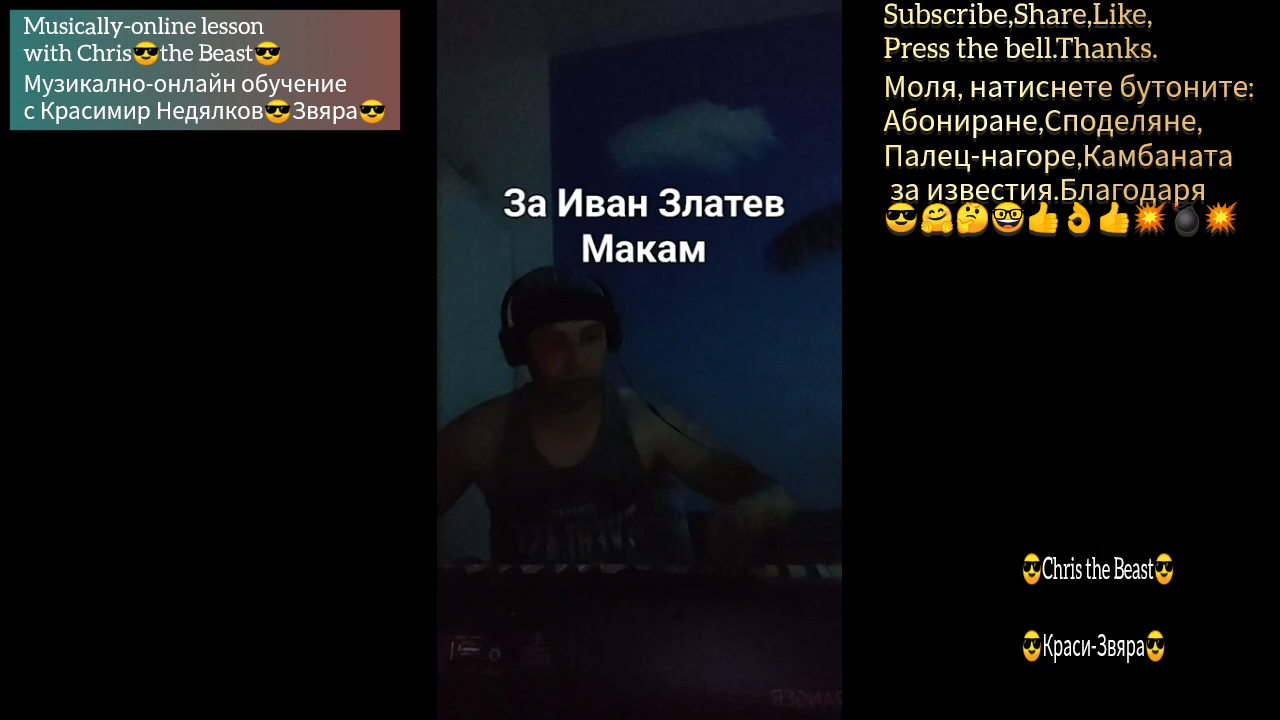 Musically-online lesson
with Chris😎the Beast😎
Музикално-онлайн обучение
с Красимир Недялков😎Звяра😎
За Иван Златев
Макам
Subscribe,Share,Like,
Press the bell.Thanks.
Моля, натиснете бутоните:
Абониране,Споделяне,
Палец-нагоре,Камбаната
за известия.Благодаря
😎🤗🤔🤓👍👌👍💥💣💥
😎Chris the Beast😎
😎Краси-Звяра😎